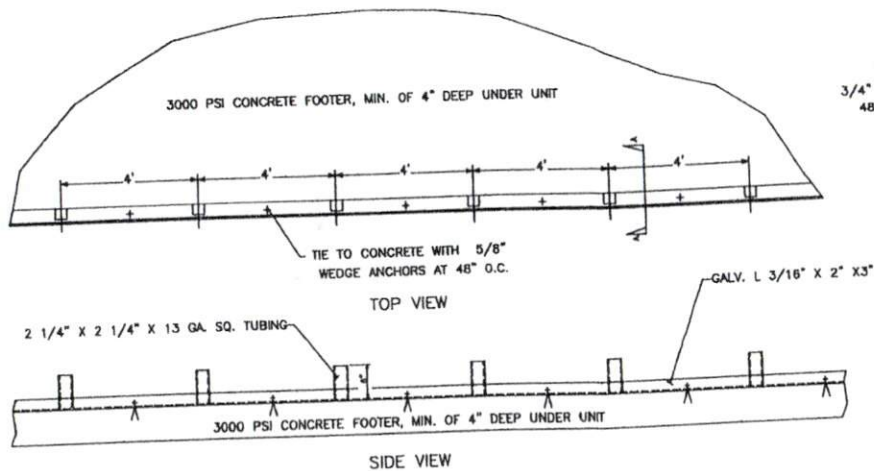 3000 PSI CONCRETE FOOTER, MIN. OF 4" DEEP UNDER UNIT
3/4"
48
4'
4'
4'
4'
4'
A
A
TIE TO CONCRETE WITH 5/8"
WEDGE ANCHORS AT 48" O.C.
TOP VIEW
GALV. L 3/16" X 2" X3"
2 1/4" X 2 1/4" X 13 GA. SQ. TUBING
6"
3000 PSI CONCRETE FOOTER, MIN. OF 4" DEEP UNDER UNIT
SIDE VIEW